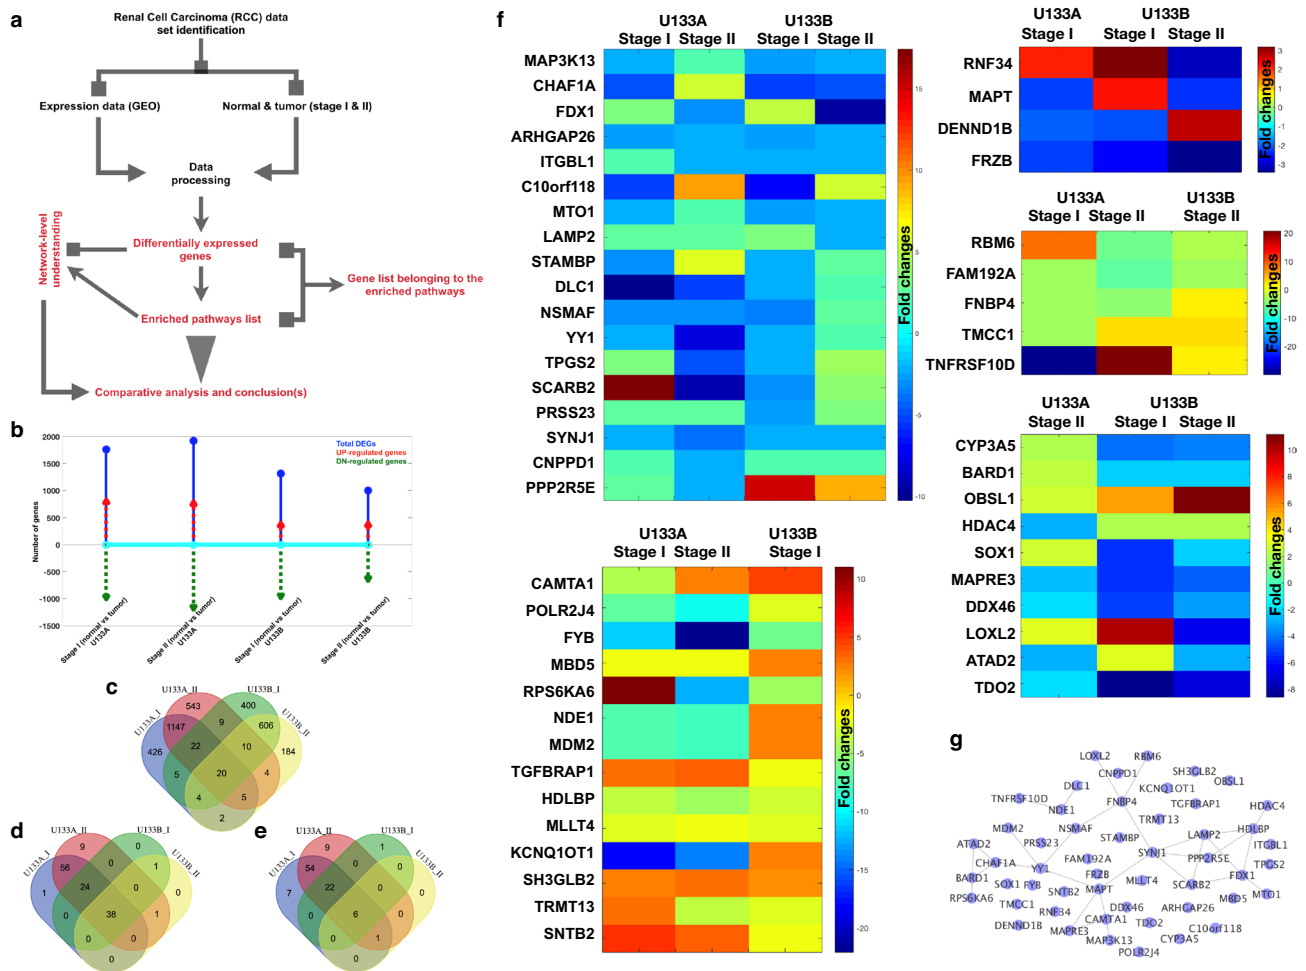 a
Renal Cell Carcinoma (RCC) data
set identification
Expression data (GEO)
Normal & tumor (stage I & II)
Data
processing
Network-level
understanding
Differentially expressed
genes
Gene list belonging to the
enriched pathways
Enriched pathways list
Comparative analysis and conclusion(s)
b
Total DEGs
UP-regulated genes
DN-regulated genes
Number of genes
2000
1500
1000
500
0
-500
-1000
-1500
Stage I (normal vs tumor)
U133A
Stage II (normal vs tumor)
U133A
Stage I (normal vs tumor)
U133B
Stage II (normal vs tumor)
U133B
c
U133A_I
U133A_II
U133B_I
U133B_II
543
400
1147
9
606
426
22
10
184
5
20
4
4
5
2
d
U133A_I
U133A_II
U133B_I
U133B_II
9
0
56
0
1
1
24
0
0
0
38
1
0
0
0
e
U133A_I
U133A_II
U133B_I
U133B_II
9
1
54
0
0
7
22
0
0
0
6
0
0
1
0
f
U133A U133B
Stage I Stage II Stage I Stage II
MAP3K13
CHAF1A
FDX1
ARHGAP26
ITGBL1
C10orf118
MTO1
LAMP2
STAMBP
DLC1
NSMAF
YY1
TPGS2
SCARB2
PRSS23
SYNJ1
CNPPD1
PPP2R5E
Fold changes
15
10
5
0
-5
-10
U133A U133B
Stage I Stage II Stage I
CAMTA1
POLR2J4
FYB
MBD5
RPS6KA6
NDE1
MDM2
TGFBRAP1
HDLBP
MLLT4
KCNQ1OT1
SH3GLB2
TRMT13
SNTB2
Fold changes
10
5
0
-5
-10
-15
-20
U133A U133B
Stage I Stage I Stage II
RNF34
MAPT
DENND1B
FRZB
Fold changes
3
2
1
0
-1
-2
-3
U133A U133B
Stage I Stage II Stage II
RBM6
FAM192A
FNBP4
TMCC1
TNFRSF10D
Fold changes
20
10
0
-10
-20
U133A U133B
Stage II Stage I Stage II
CYP3A5
BARD1
OBSL1
HDAC4
SOX1
MAPRE3
DDX46
LOXL2
ATAD2
TDO2
Fold changes
10
8
6
4
2
0
-2
-4
-6
-8
g
LOXL2
RBM6
CNPPD1
SH3GLB2
OBSL1
DLC1
KCNQ1OT1
TNFRSF10D
FNBP4
TGFBRAP1
HDAC4
NDE1
TRMT13
MDM2
NSMAF
LAMP2
HDLBP
ATAD2
PRSS23
STAMBP
SYNJ1
ITGBL1
CHAF1A
YY1
FAM192A
PPP2R5E
TPGS2
BARD1
FRZB
FDX1
SOX1
FYB
SNTB2
MAPT
MLLT4
SCARB2
MBD5
MTO1
RPS6KA6
TMCC1
RNF34
DDX46
ARHGAP26
DENND1B
CAMTA1
TDO2
C10orf118
MAPRE3
MAP3K13
CYP3A5
POLR2J4